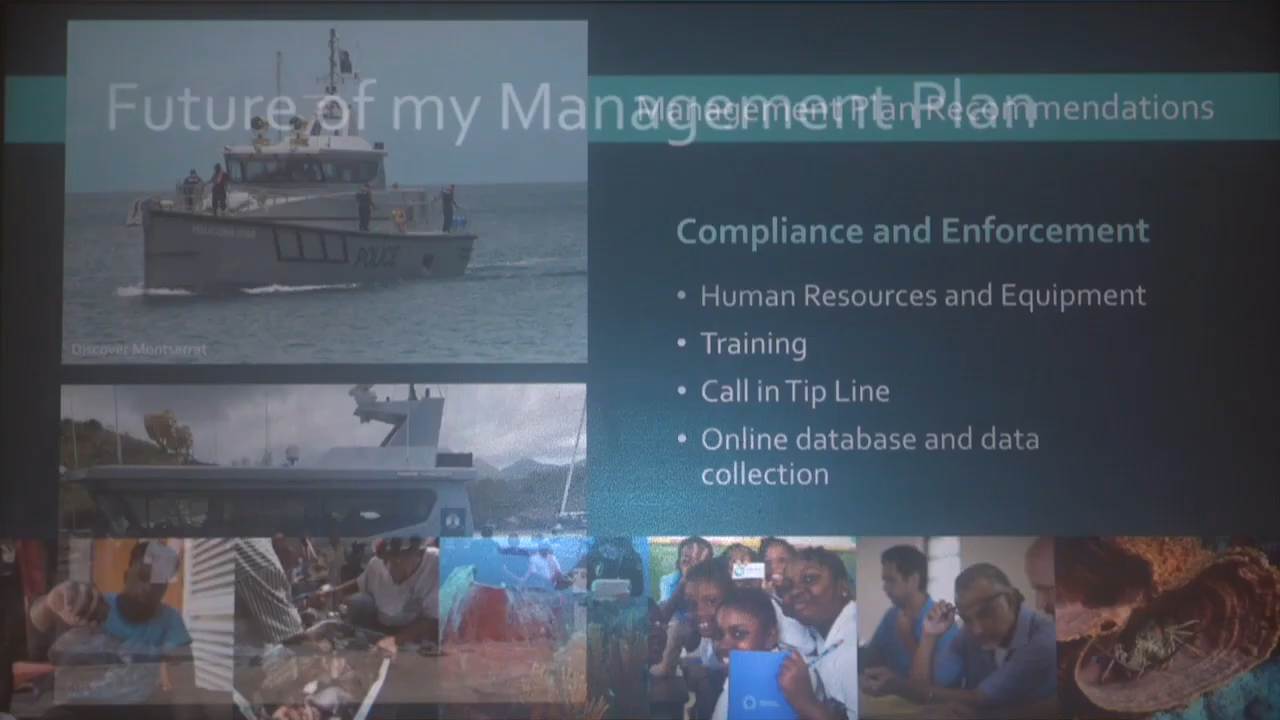 Future of my Management Plan
Management Plan Recommendations
Compliance and Enforcement
• Human Resources and Equipment
• Training
• Call in Tip Line
• Online database and data
collection
POLICE
Discover Montserrat